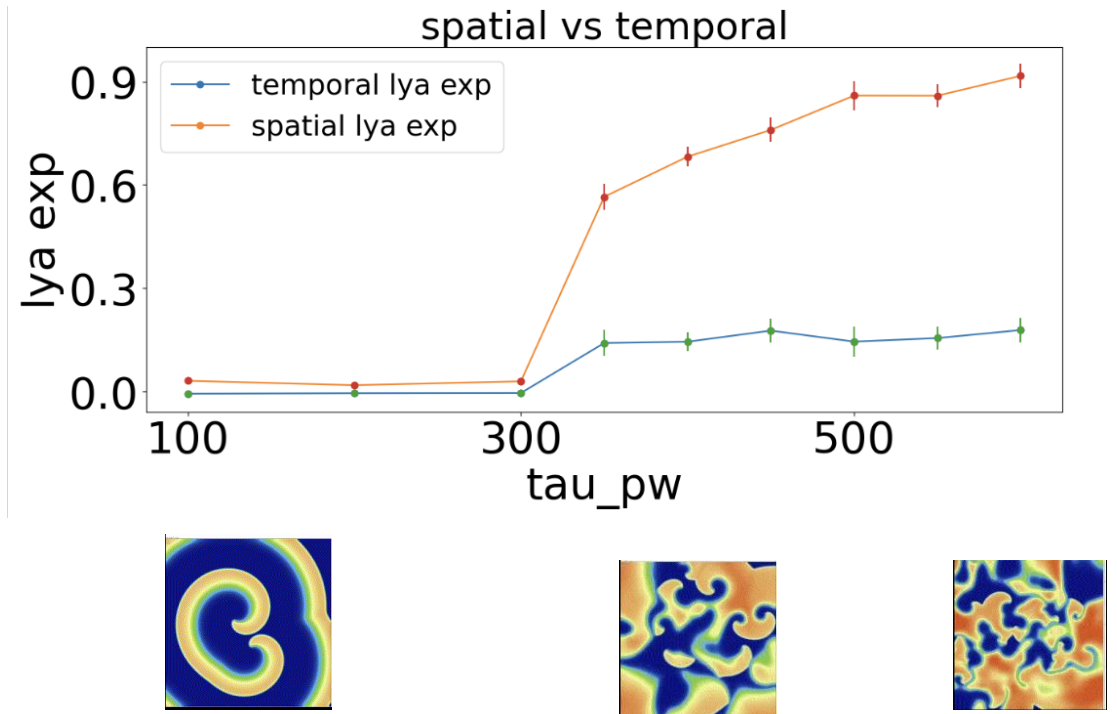 spatial vs temporal
temporal lya exp
spatial lya exp
lya exp
0.9
0.6
0.3
0.0
100
300
500
tau_pw